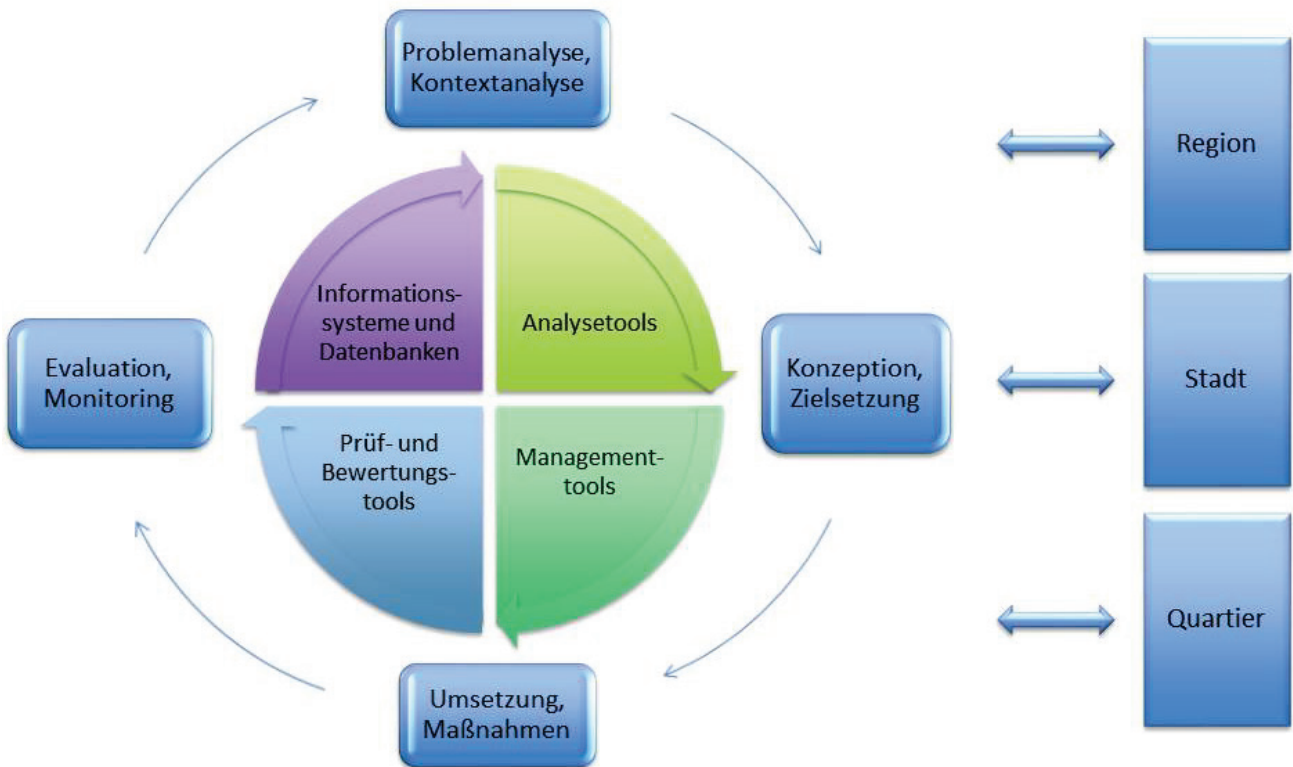 Problemanalyse,
Kontextanalyse
Region
Informations-
systeme und
Datenbanken
Analysetools
Evaluation,
Monitoring
Konzeption,
Zielsetzung
Stadt
Prüf- und
Bewertungs-
tools
Management-
tools
Quartier
Umsetzung,
Maßnahmen